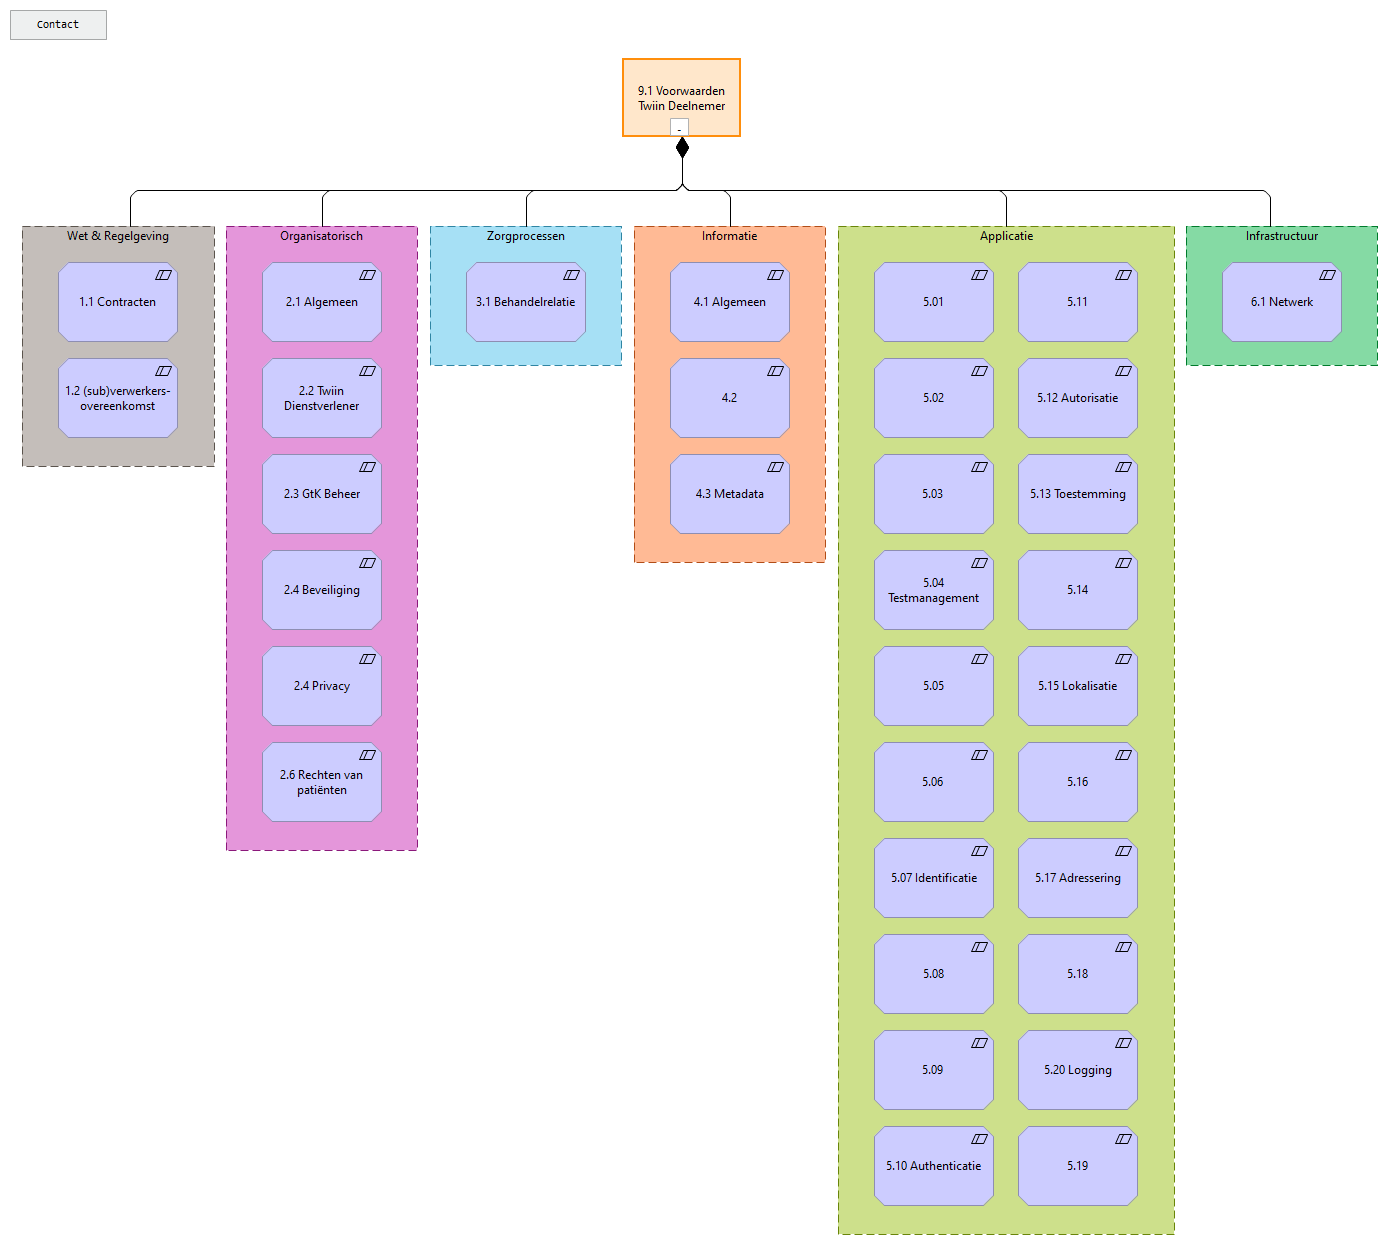 Contact
9.1 Voorwaarden
Twiin Deelnemer
-
Wet & Regelgeving
1.1 Contracten
1.2 (sub)verwerkers-
overeenkomst
Organisatorisch
2.1 Algemeen
2.2 Twiin
Dienstverlener
2.3 GtK Beheer
2.4 Beveiliging
2.4 Privacy
2.6 Rechten van
patiënten
Zorgprocessen
3.1 Behandelrelatie
Informatie
4.1 Algemeen
4.2
4.3 Metadata
Applicatie
5.01
5.02
5.03
5.04
Testmanagement
5.05
5.06
5.07 Identificatie
5.08
5.09
5.10 Authenticatie
5.11
5.12 Autorisatie
5.13 Toestemming
5.14
5.15 Lokalisatie
5.16
5.17 Adressering
5.18
5.20 Logging
5.19
Infrastructuur
6.1 Netwerk